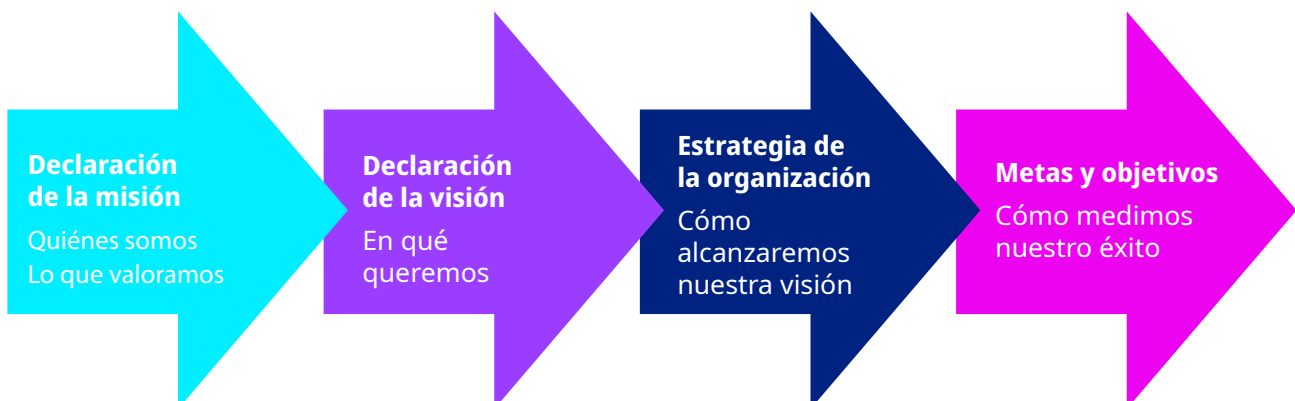 Declaración
de la misión
Quiénes somos
Lo que valoramos
Declaración
de la visión
En qué
queremos
Estrategia de
la organización
Cómo
alcanzaremos
nuestra visión
Metas y objetivos
Cómo medimos
nuestro éxito